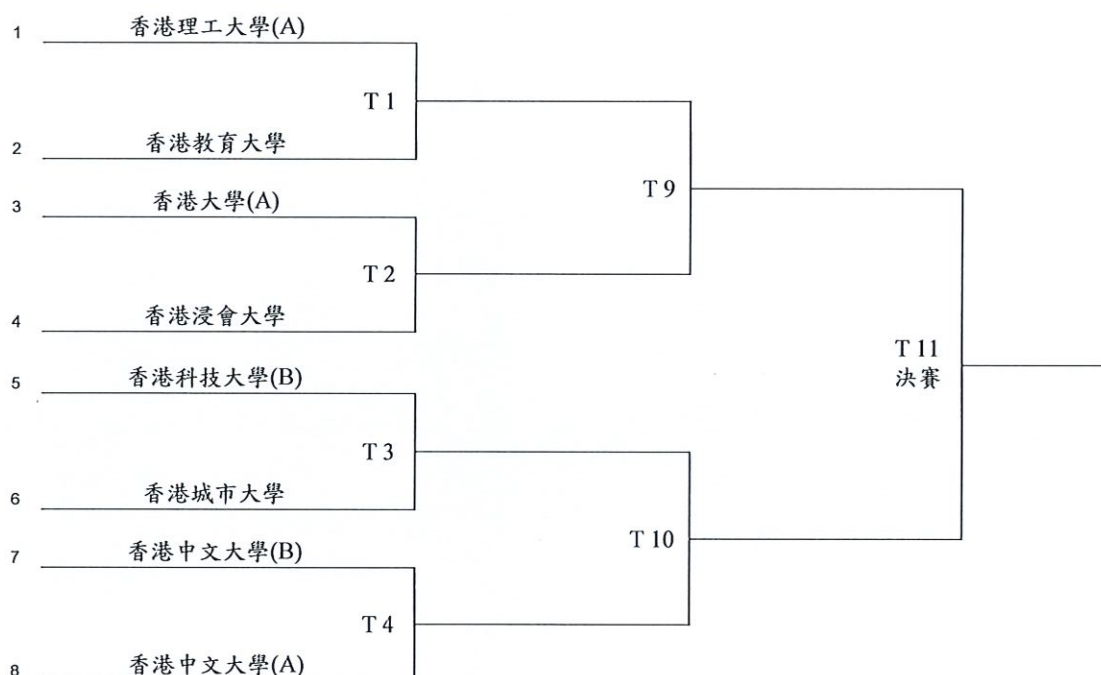 1 香港理工大學(A)
T 1
2 香港教育大學
3 香港大學(A)
T 9
T 2
4 香港浸會大學
T 11
決賽
5 香港科技大學(B)
T 3
6 香港城市大學
T 10
7 香港中文大學(B)
T 4
8 香港中文大學(A)